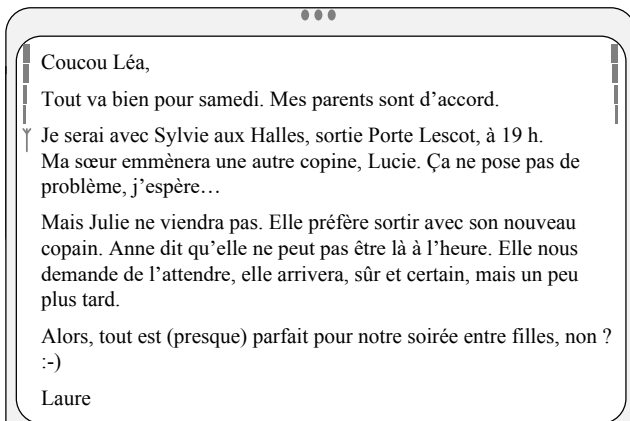 Coucou Léa,
Tout va bien pour samedi. Mes parents sont d’accord.
Je serai avec Sylvie aux Halles, sortie Porte Lescot, à 19 h.
Ma sœur emmènera une autre copine, Lucie. Ça ne pose pas de
problème, j’espère…
Mais Julie ne viendra pas. Elle préfère sortir avec son nouveau
copain. Anne dit qu’elle ne peut pas être là à l’heure. Elle nous
demande de l’attendre, elle arrivera, sûr et certain, mais un peu
plus tard.
Alors, tout est (presque) parfait pour notre soirée entre filles, non ?
:-)
Laure